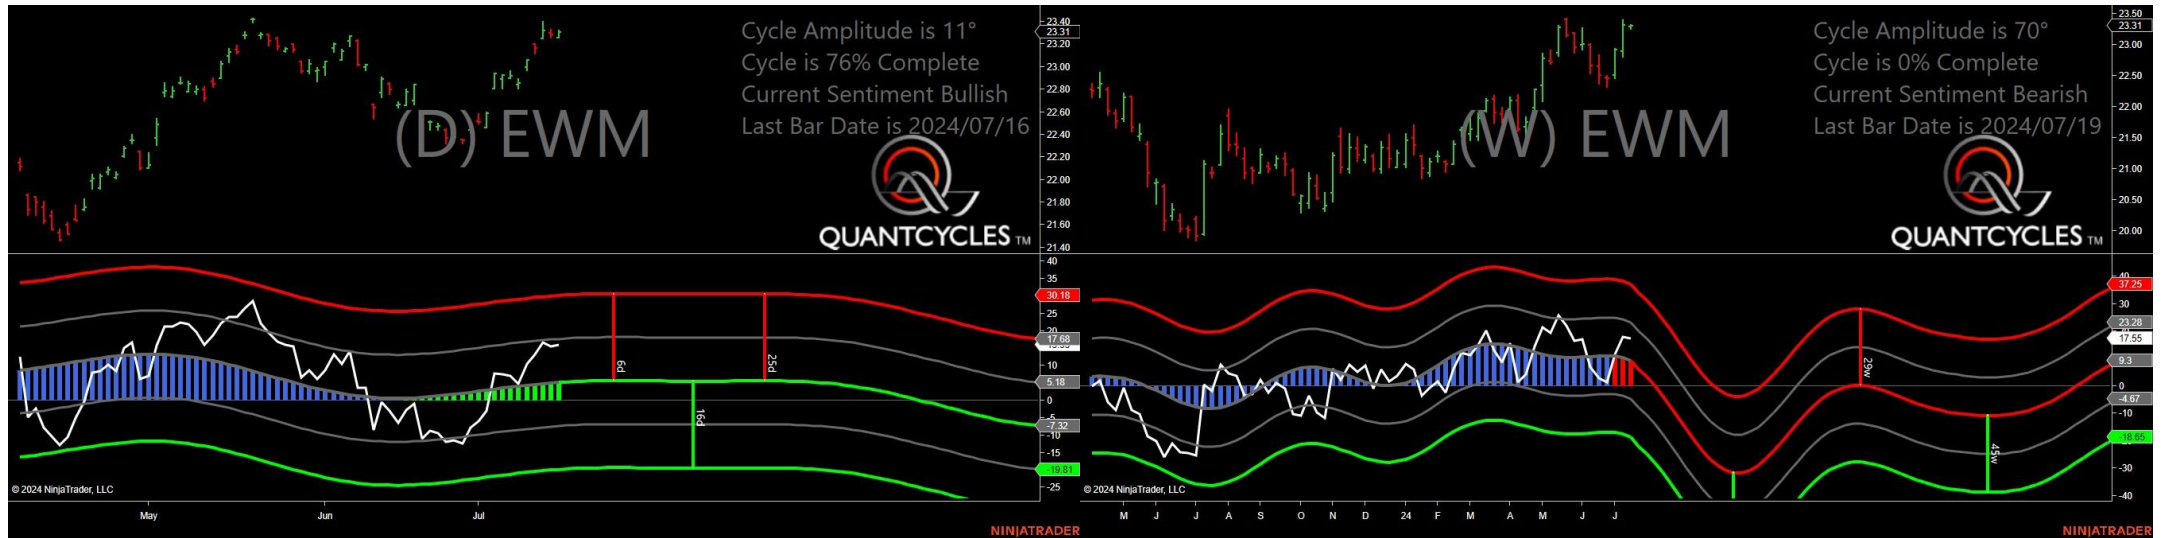 Cycle Amplitude is 11°
Cycle is 76% Complete
Current Sentiment Bullish
Last Bar Date is 2024/07/16
(D) EWM
QUANTCYCLES TM
23.40
23.31
23.20
23.00
22.80
22.60
22.40
22.20
22.00
21.80
21.60
21.40
40
35
30.18
25
20
17.68
10
5.18
0
-5
-7.32
-10
-15
-19.81
-25
6d
25d
16d
© 2024 NinjaTrader, LLC
May
Jun
Jul
NINJATRADER
Cycle Amplitude is 70°
Cycle is 0% Complete
Current Sentiment Bearish
Last Bar Date is 2024/07/19
(W) EWM
QUANTCYCLES TM
23.50
23.31
23.00
22.50
22.00
21.50
21.00
20.50
20.00
40
37.25
30
23.28
17.55
9.3
0
-4.67
-10
-18.65
-30
-40
29w
45w
© 2024 NinjaTrader, LLC
M J J A S O N D 24 F M A M J J
NINJATRADER